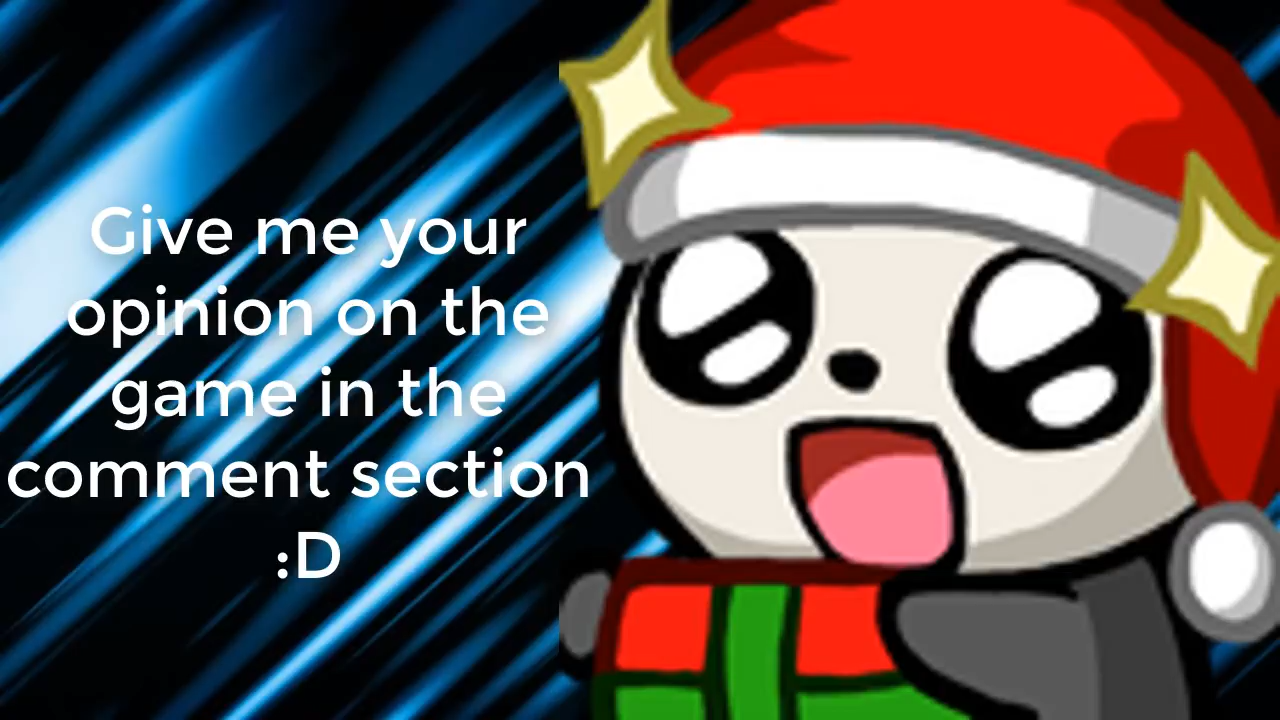 Give me your
opinion on the
game in the
comment section
:D